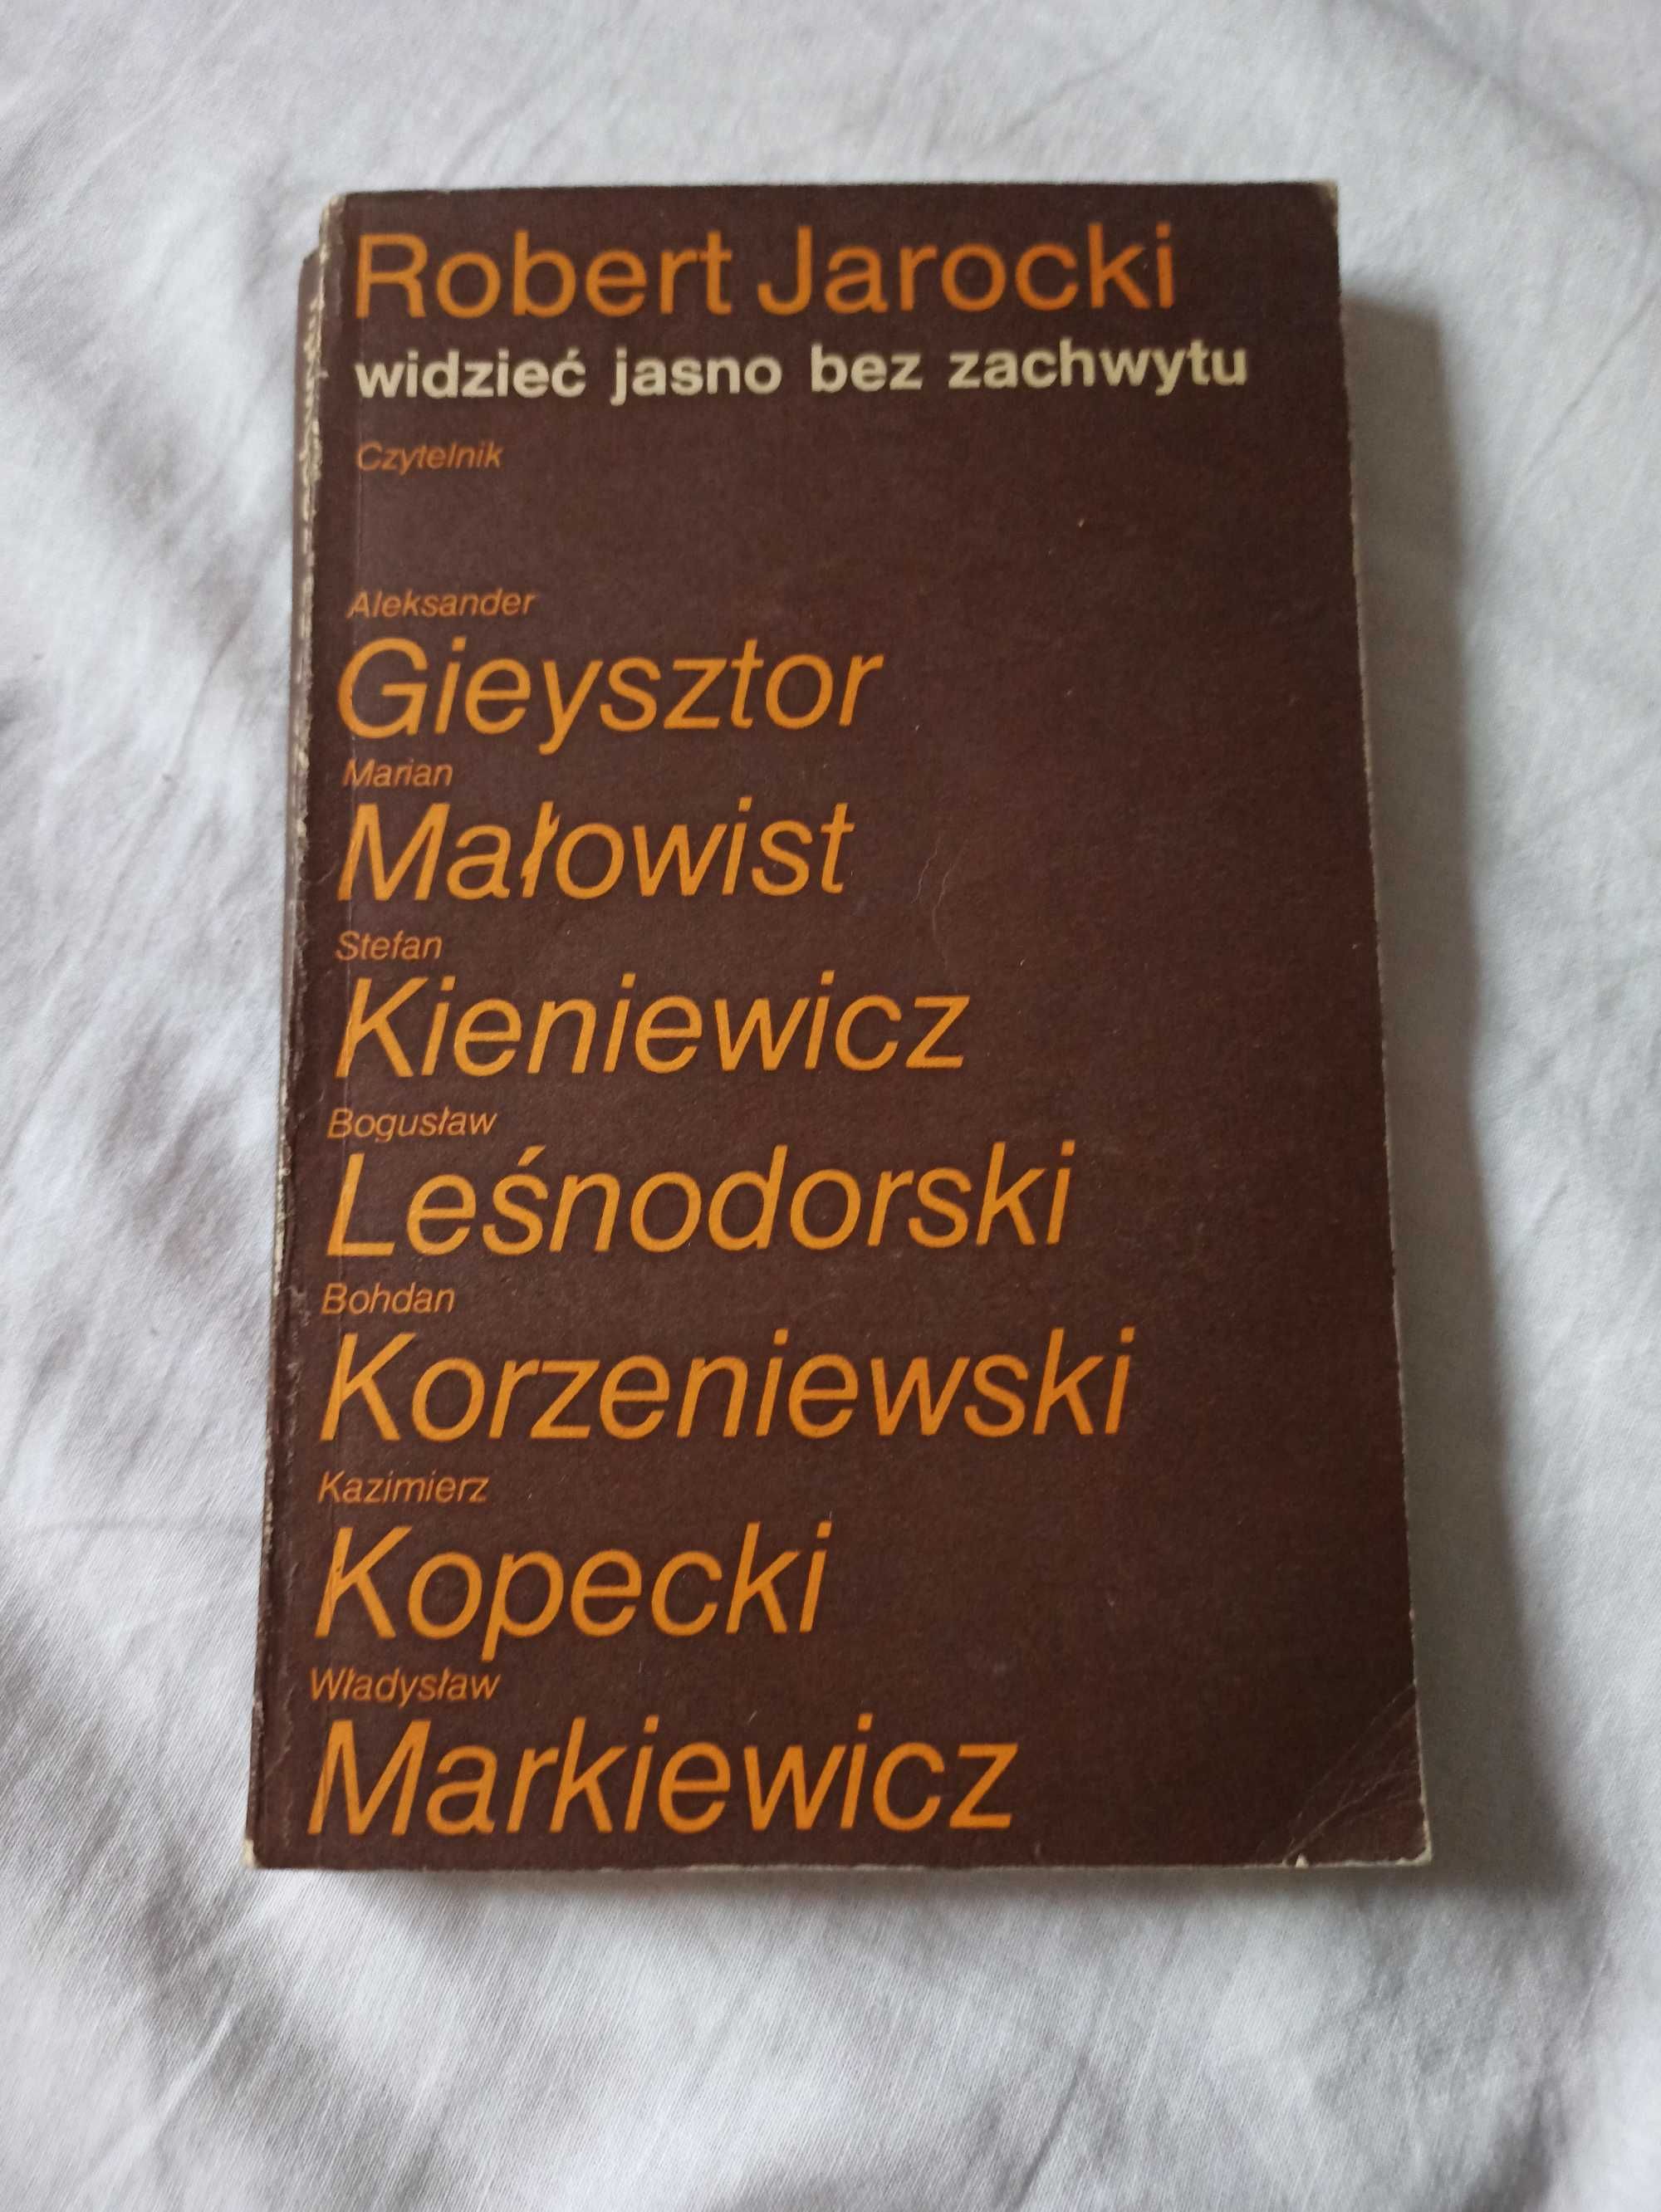 Robert Jarocki
widzieć jasno bez zachwytu
Czytelnik
Aleksander
Gieysztor
Marian
Małowist
Stefan
Kieniewicz
Bogusław
Leśnodorski
Bohdan
Korzeniewski
Kazimierz
Kopecki
Władysław
Markiewicz